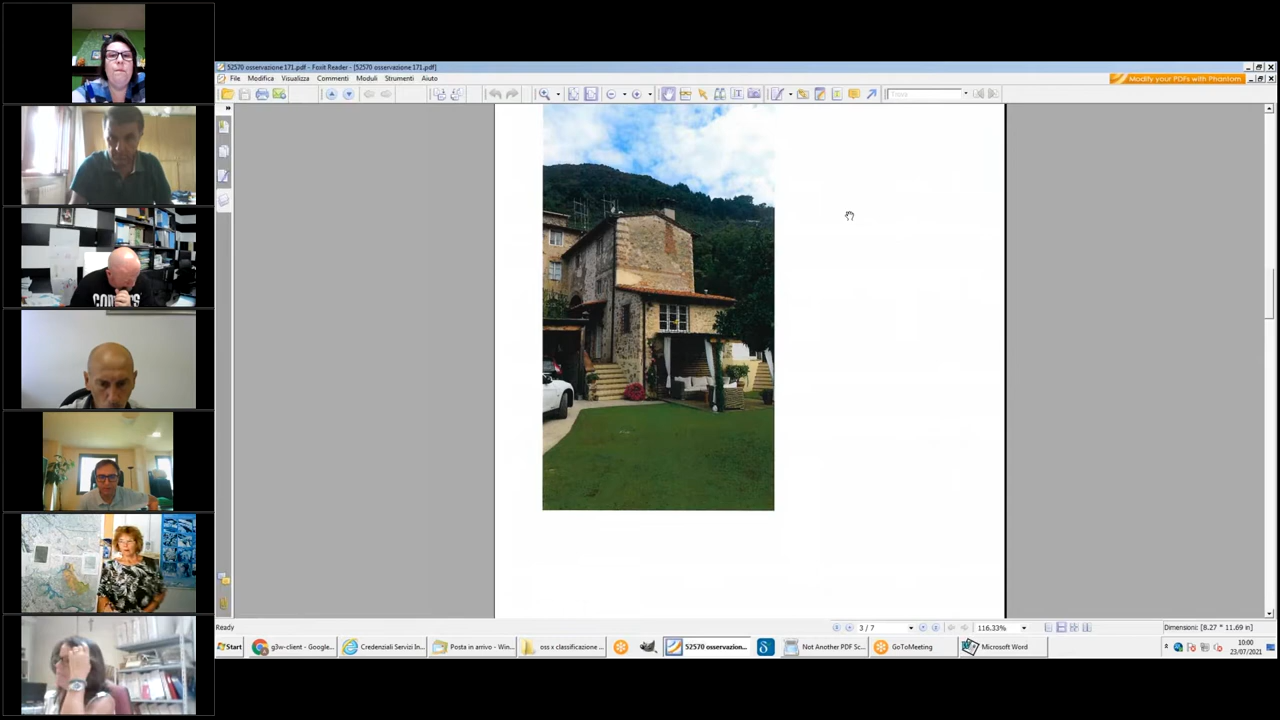 52570 osservazione 171.pdf - Foxit Reader - [52570 osservazione 171.pdf]
File Modifica Visualizza Commenti Moduli Strumenti Aiuto
Modify your PDFs with Phantom
Ready
3 / 7
116.33%
Dimensioni: [8.27 * 11.69 in]
Start
g3w-client - Google...
Credenziali Servizi In...
Posta in arrivo - Win...
oss x classificazione ...
52570 osservazion...
Not Another PDF Sc...
GoToMeeting
Microsoft Word
10:00
23/07/2021